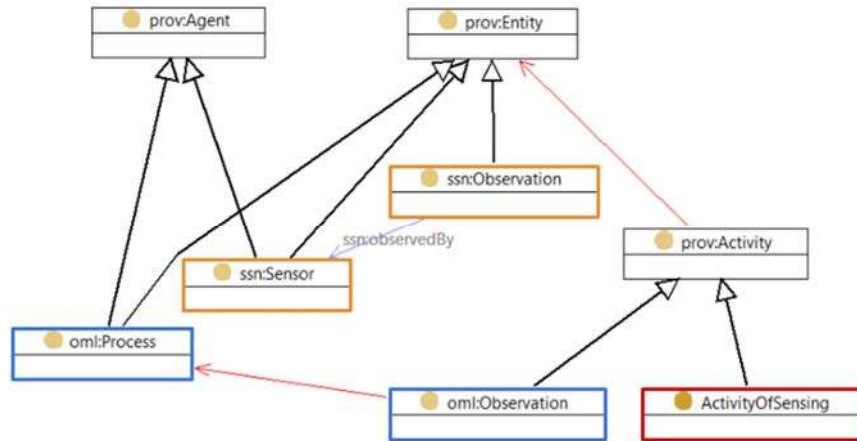 prov:Agent
prov:Entity
ssn:Observation
ssn:observedBy
prov:Activity
ssn:Sensor
oml:Process
oml:Observation
ActivityOfSensing